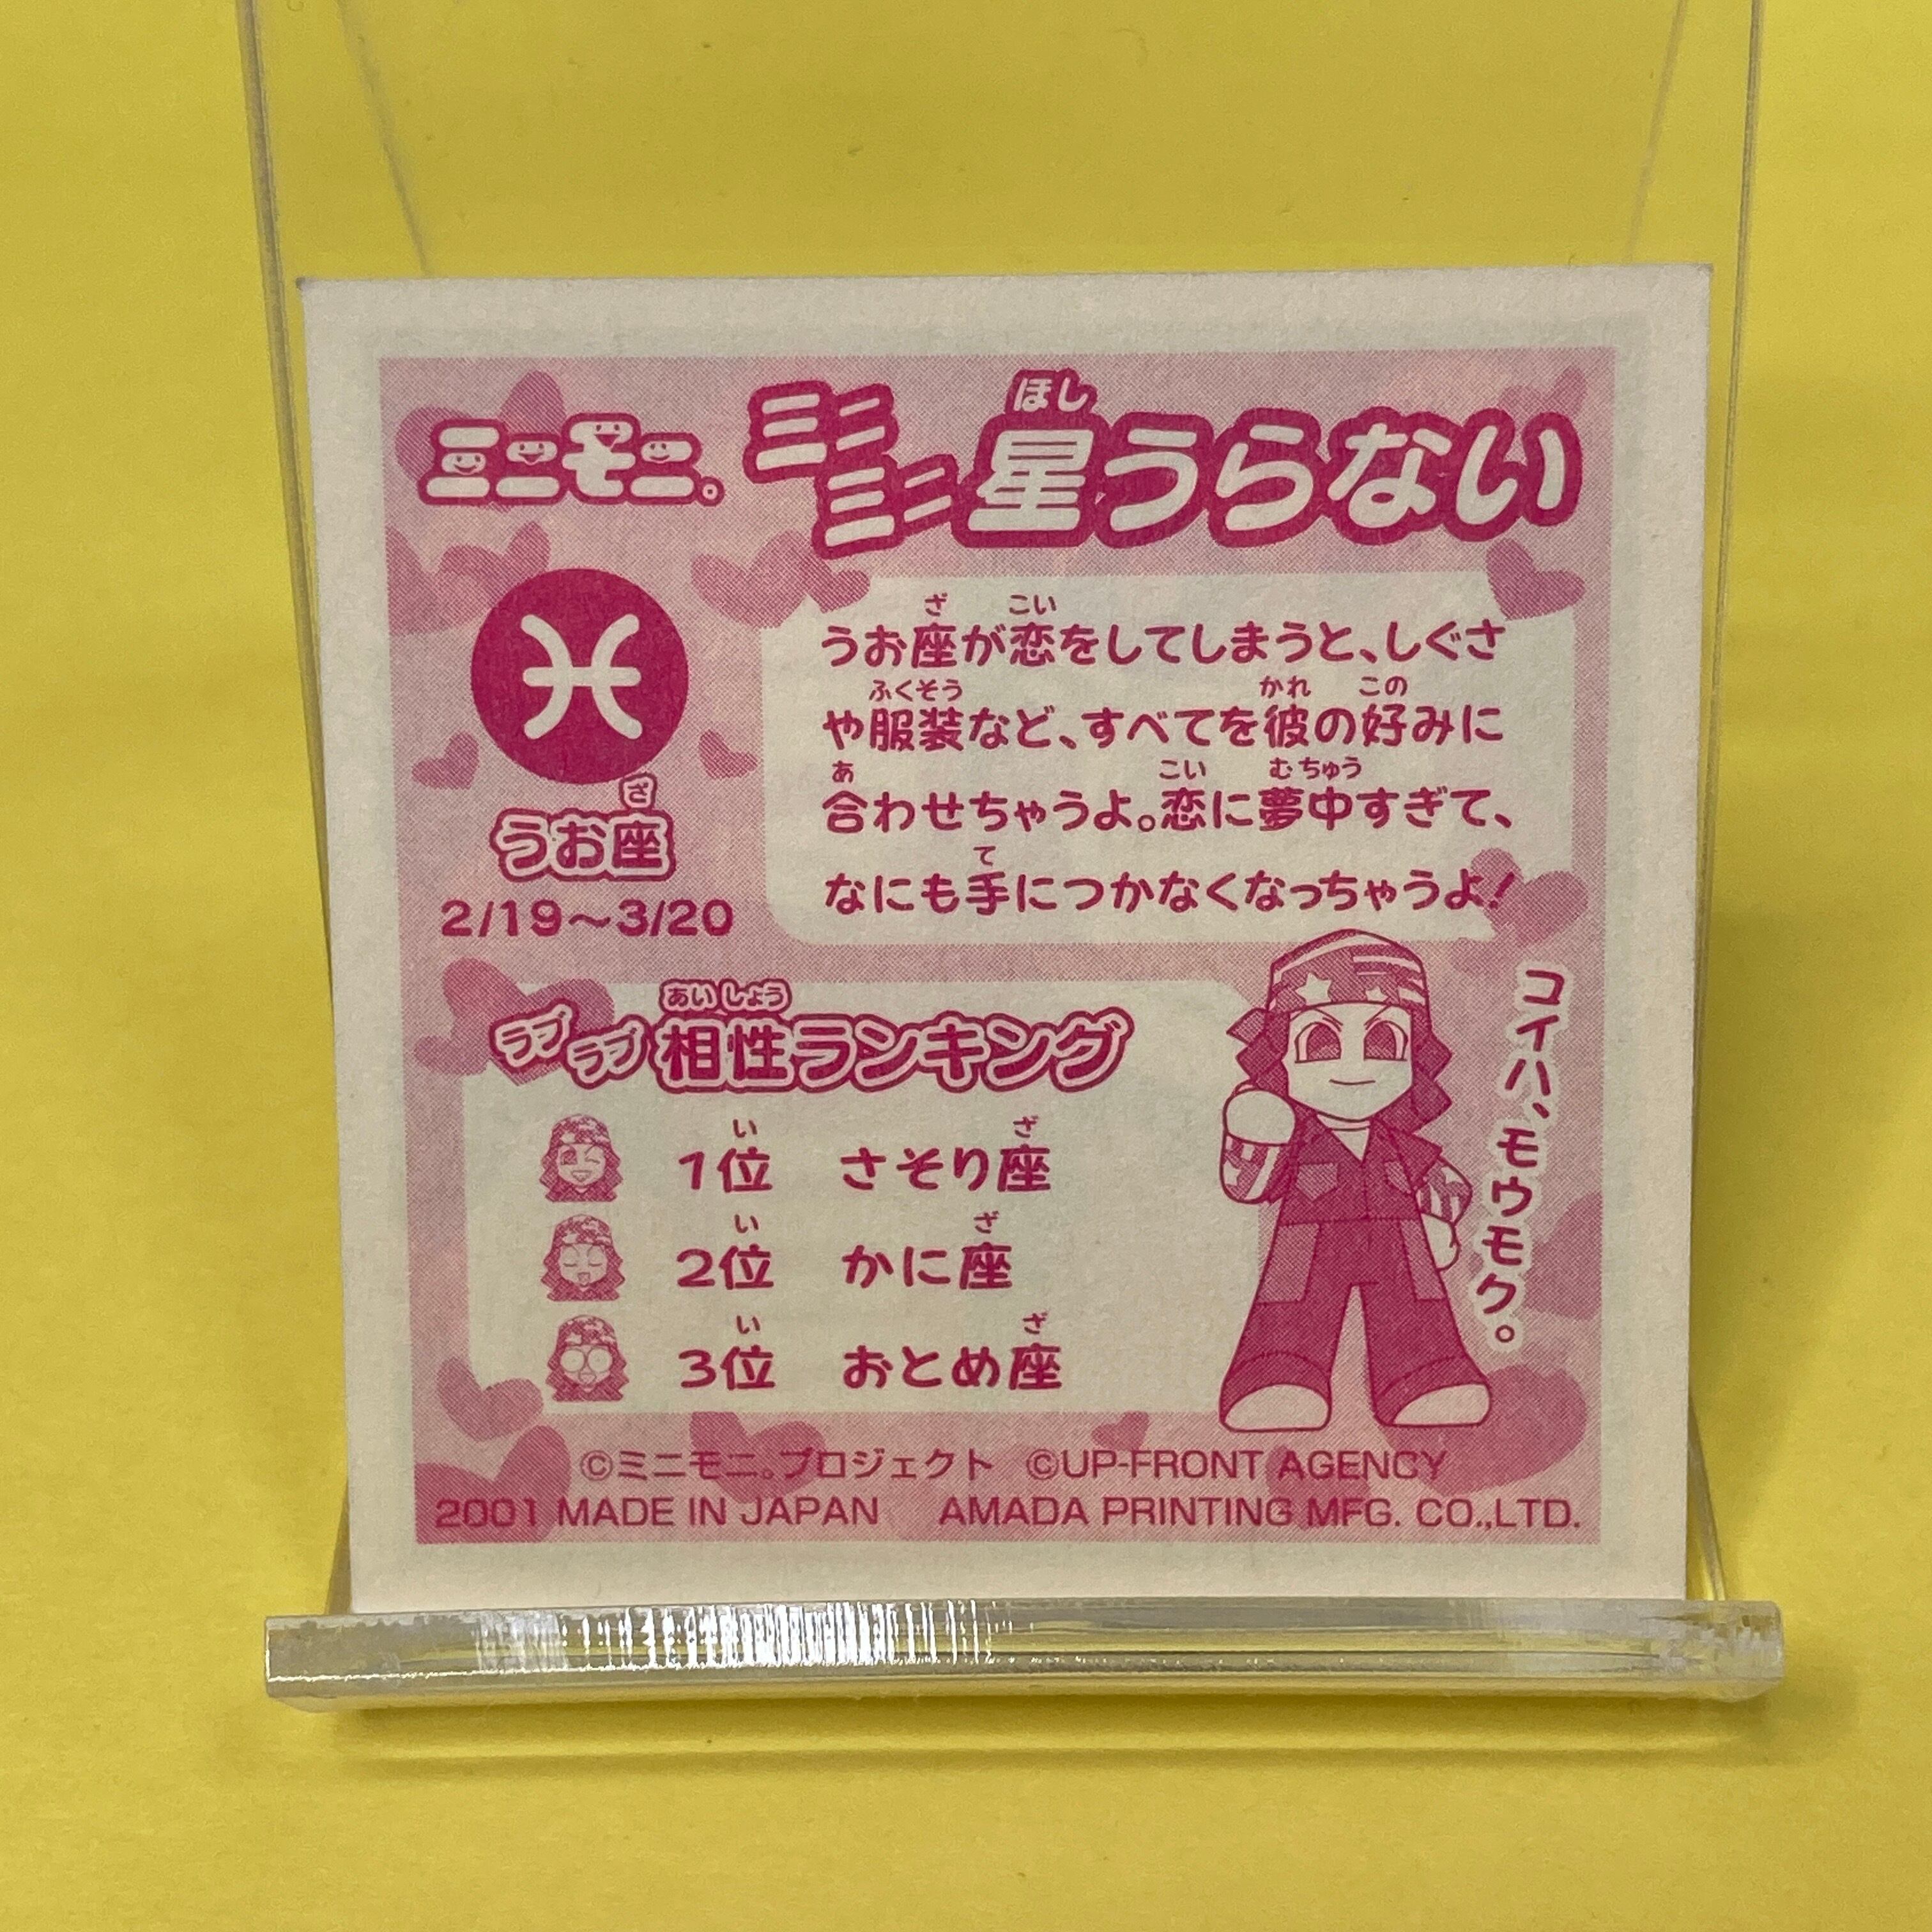 ミニモニ。ミニミニ星うらない
ほし
うお座
ざ
2/19～3/20
うお座が恋をしてしまうと、しぐさ
ざ こい
や服装など、すべてを彼の好みに
ふくそう かれ この
合わせちゃうよ。恋に夢中すぎて、
あ こい むちゅう
なにも手につかなくなっちゃうよ!
て
ラブラブ相性ランキング
あいしょう
1位 さそり座
い ざ
2位 かに座
い ざ
3位 おとめ座
い ざ
コイハ、モウモク。
©ミニモニ。プロジェクト ©UP-FRONT AGENCY
2001 MADE IN JAPAN AMADA PRINTING MFG. CO.,LTD.